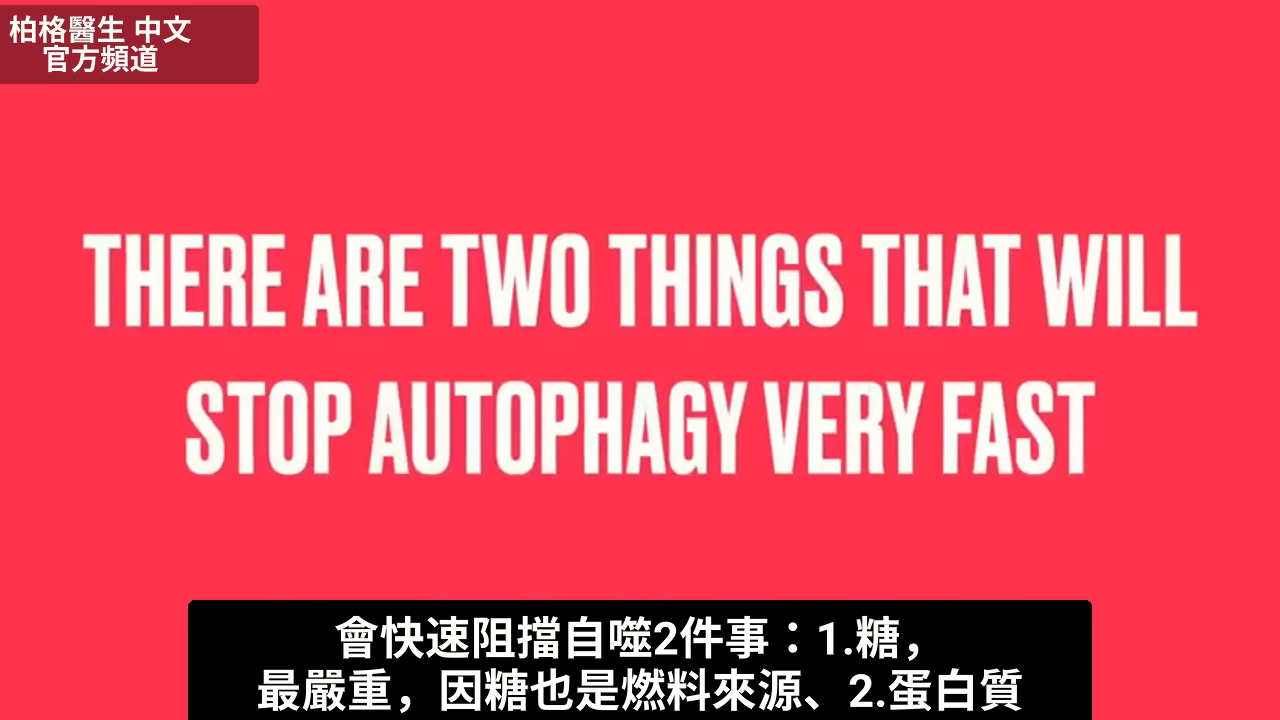 柏格醫生 中文
官方頻道
THERE ARE TWO THINGS THAT WILL
STOP AUTOPHAGY VERY FAST
會快速阻擋自噬2件事：1.糖，
最嚴重，因糖也是燃料來源、2.蛋白質